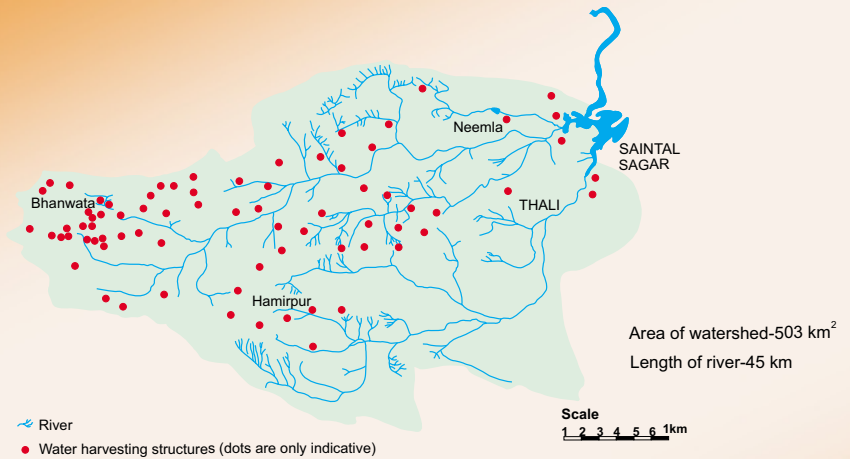 Neemla
SAINTAL
SAGAR
Bhanwata
THALI
Hamirpur
Area of watershed-503 km²
Length of river-45 km
Scale
1 2 3 4 5 6 1km
River
Water harvesting structures (dots are only indicative)